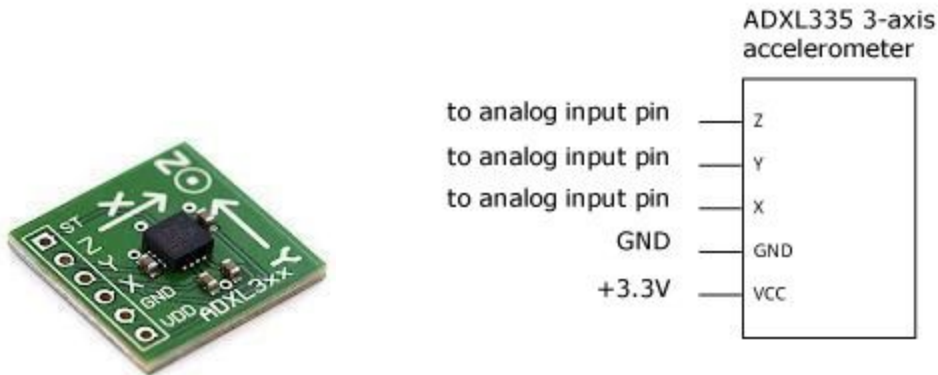 ST
Z
Y
X
GND
VDD
X
Z
Y
ADXL3xx
ADXL335 3-axis
accelerometer
to analog input pin
Z
to analog input pin
Y
to analog input pin
X
GND
GND
+3.3V
VCC